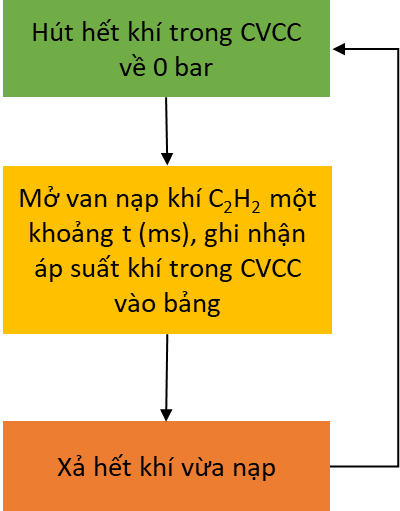 Hút hết khí trong CVCC
về 0 bar
Mở van nạp khí C₂H₂ một
khoảng t (ms), ghi nhận
áp suất khí trong CVCC
vào bảng
Xả hết khí vừa nạp